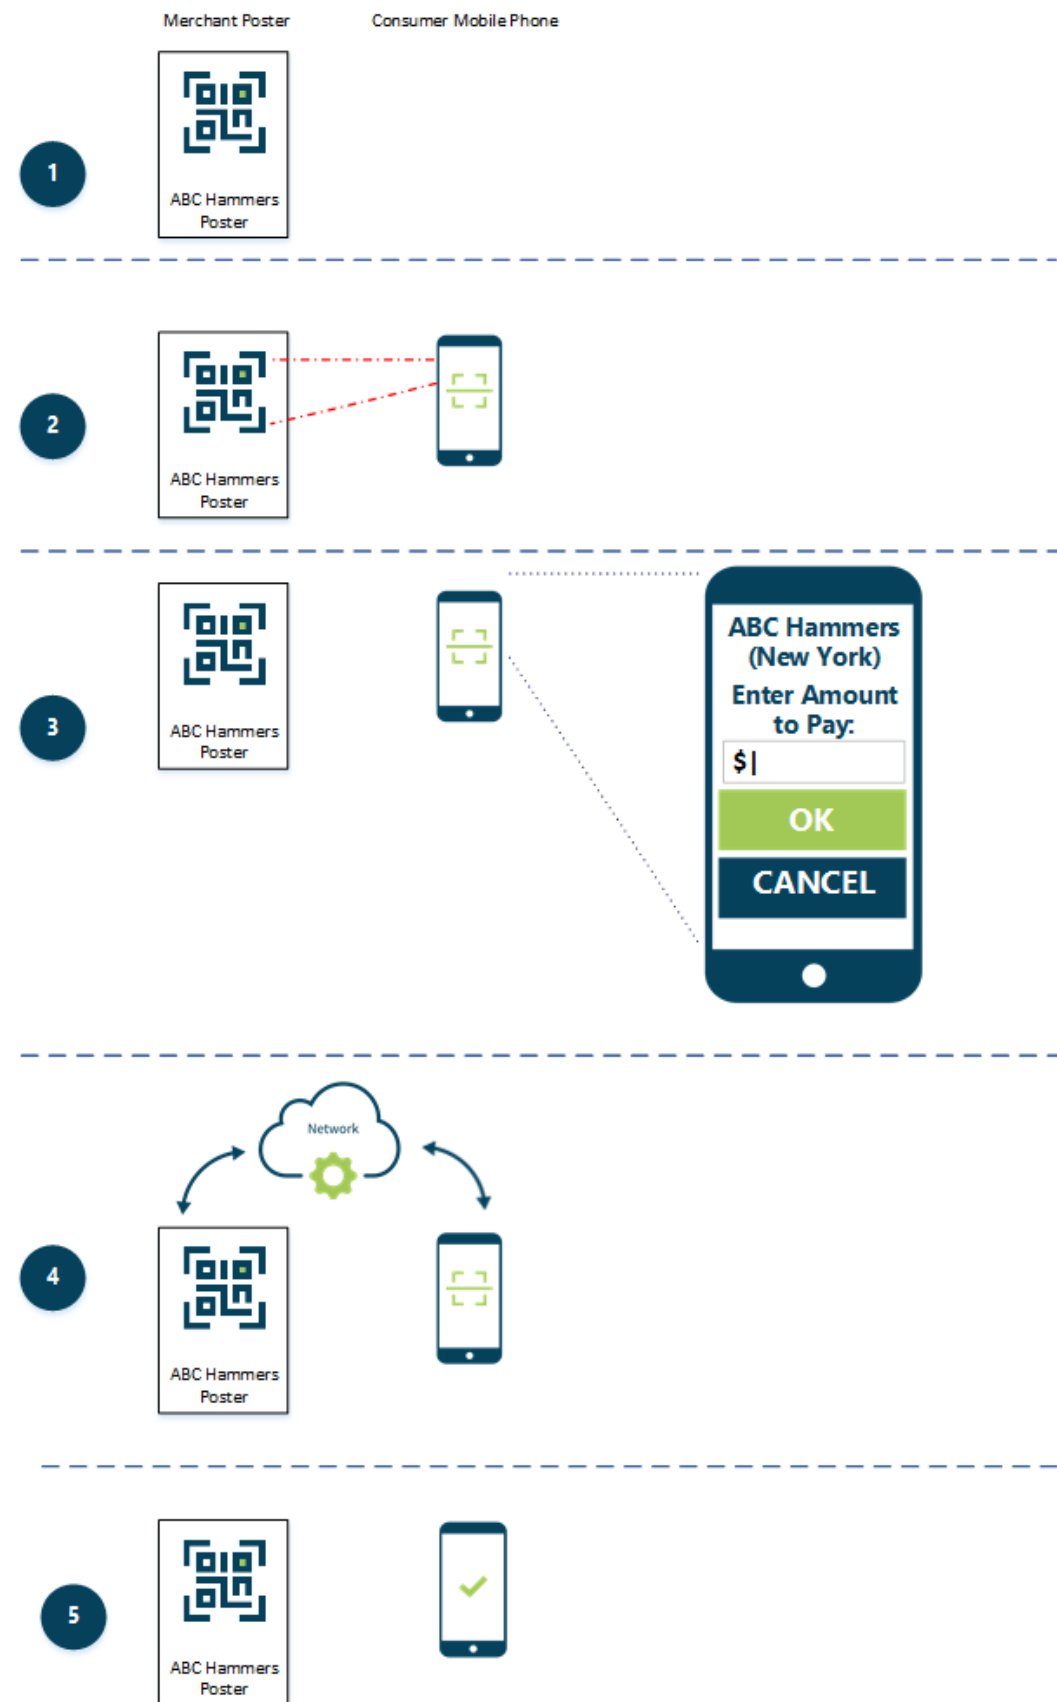 Merchant Poster
Consumer Mobile Phone
1
ABC Hammers
Poster
2
ABC Hammers
Poster
3
ABC Hammers
Poster
ABC Hammers
(New York)
Enter Amount
to Pay:
$|
OK
CANCEL
Network
4
ABC Hammers
Poster
5
ABC Hammers
Poster